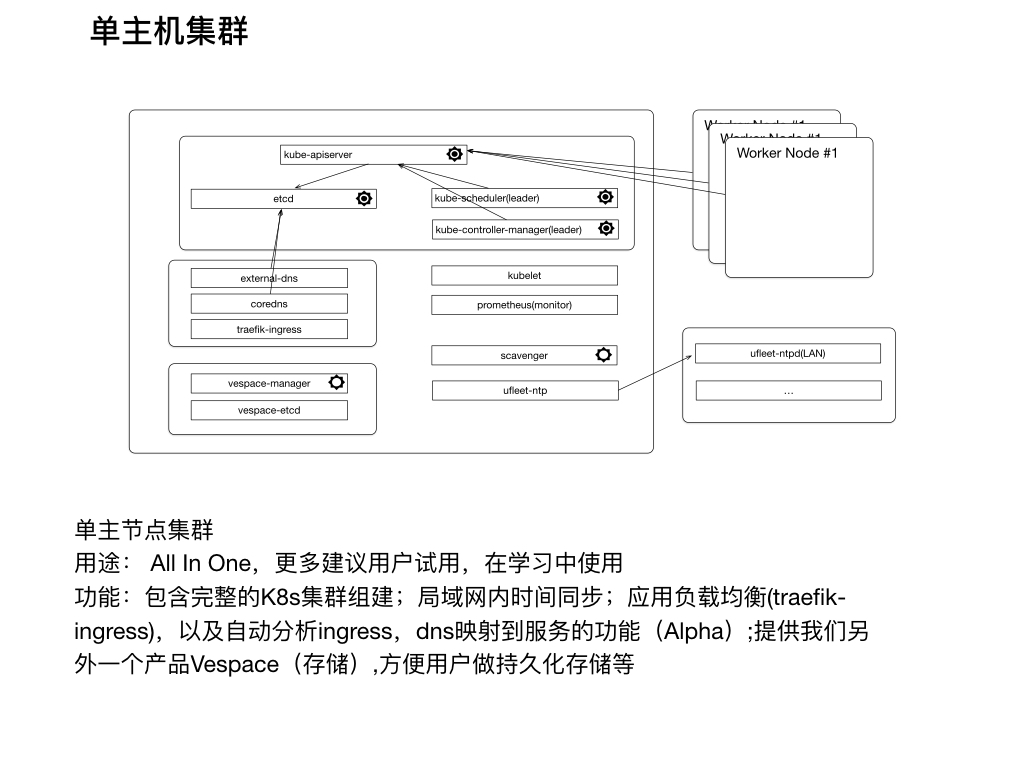 单主机集群
kube-apiserver
etcd
kube-scheduler(leader)
kube-controller-manager(leader)
external-dns
coredns
traefik-ingress
kubelet
prometheus(monitor)
scavenger
ufleet-ntp
vespace-manager
vespace-etcd
Worker Node #1
Worker Node #1
Worker Node #1
ufleet-ntpd(LAN)
...
单主节点集群
用途： All In One，更多建议用户试用，在学习中使用
功能：包含完整的K8s集群组建；局域网内时间同步；应用负载均衡(traefik-
ingress)，以及自动分析ingress，dns映射到服务的功能（Alpha）;提供我们另
外一个产品Vespace（存储）,方便用户做持久化存储等